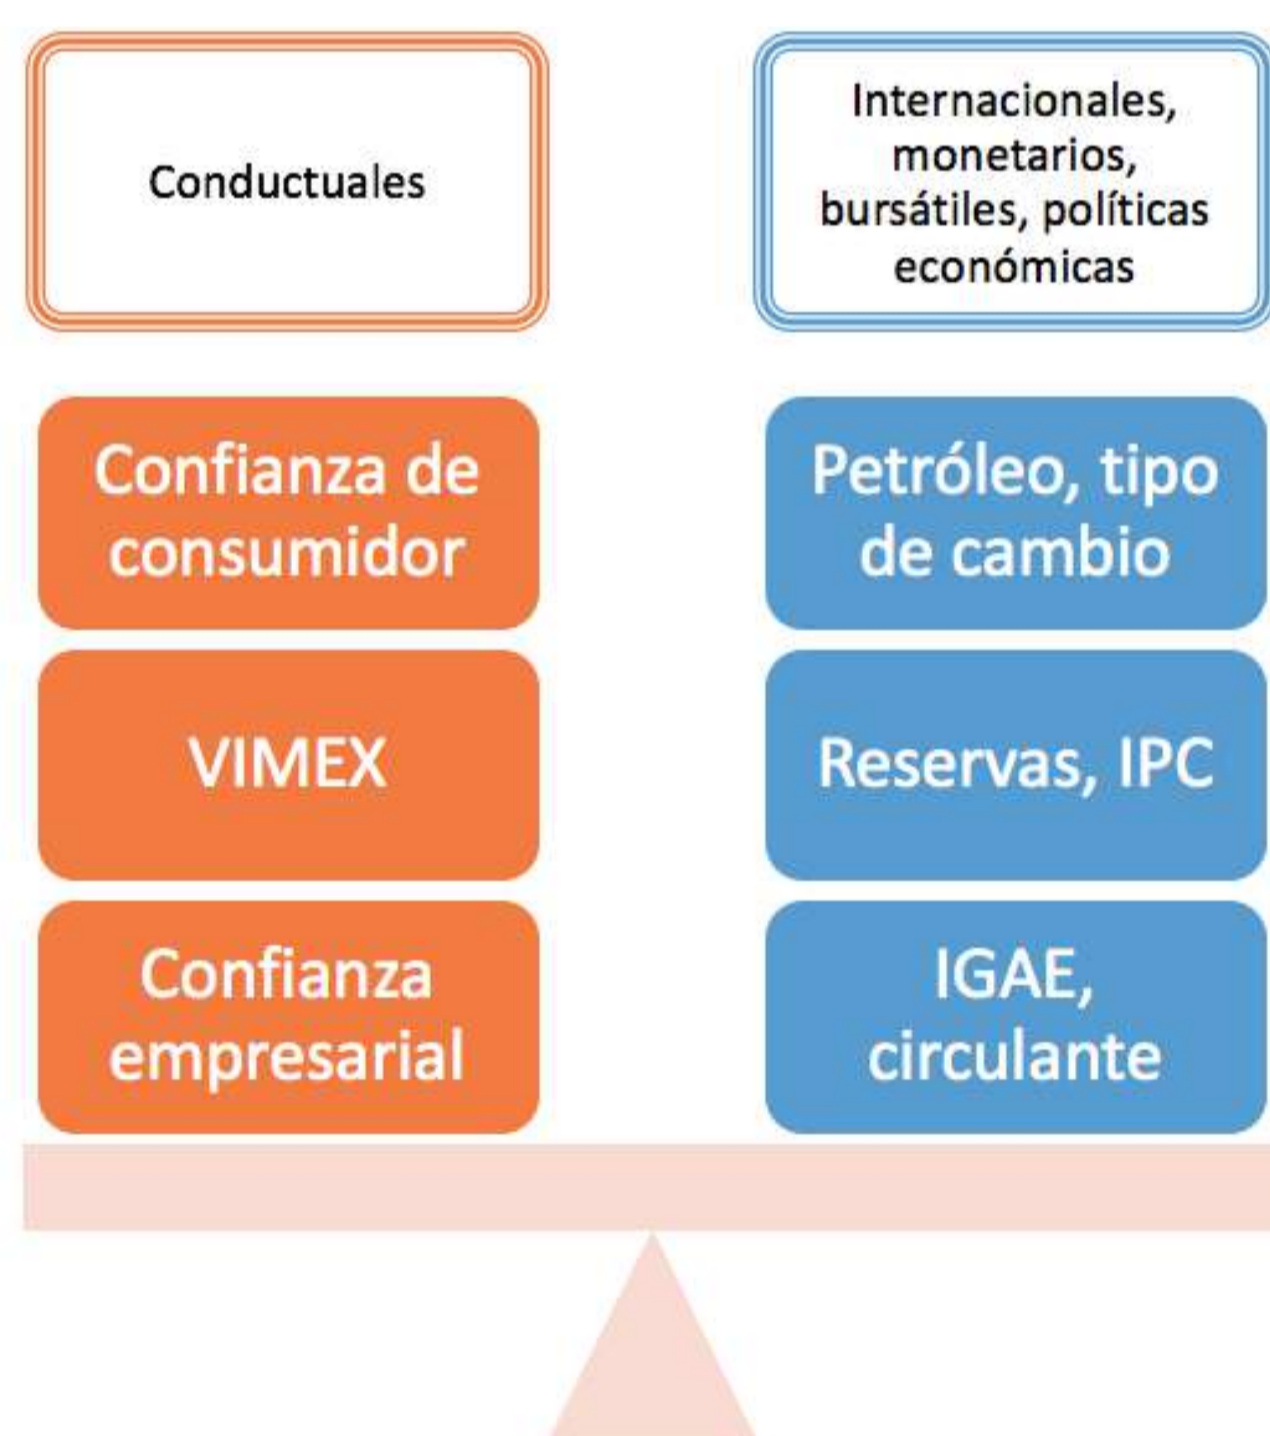 Conductuales
Internacionales,
monetarios,
bursátiles, políticas
económicas
Confianza de
consumidor
VIMEX
Confianza
empresarial
Petróleo, tipo
de cambio
Reservas, IPC
IGAE,
circulante